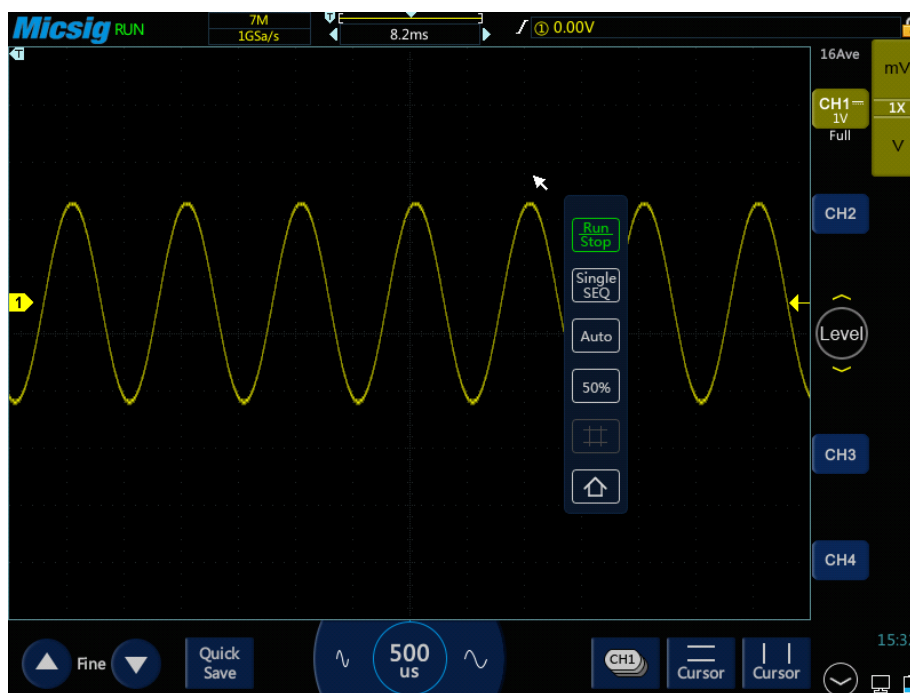 Micsig RUN
7M
1GSa/s
T
8.2ms
① 0.00V
T
16Ave
mV
CH1
1V
1X
Full
V
CH2
Run
Stop
Single
SEQ
1
Auto
Level
50%
CH3
CH4
Fine
Quick
Save
500
us
CH1
Cursor
Cursor